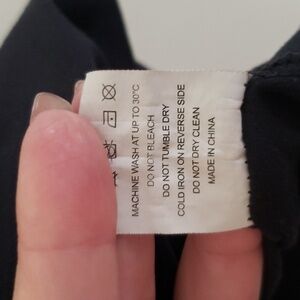 MACHINE WASH AT UP TO 30°C
DO NOT BLEACH
DO NOT TUMBLE DRY
COLD IRON ON REVERSE SIDE
DO NOT DRY CLEAN
MADE IN CHINA